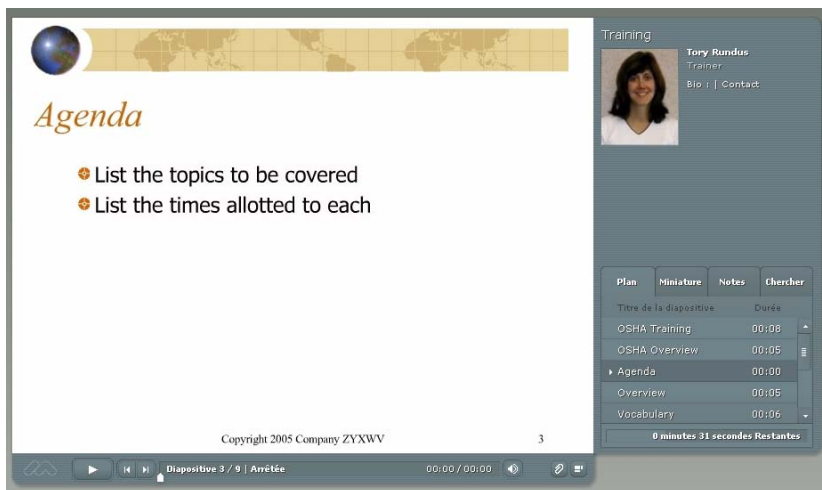 Agenda
List the topics to be covered
List the times allotted to each
Copyright 2005 Company ZYXWV 3
Training
Tory Rundus
Trainer
Bio : | Contact
Plan Miniature Notes Chercher
Titre de la diapositive Durée
OSHA Training 00:08
OSHA Overview 00:05
Agenda 00:00
Overview 00:05
Vocabulary 00:06
0 minutes 31 secondes Restantes
Diapositive 3 / 9 | Arrêtée 00:00 / 00:00